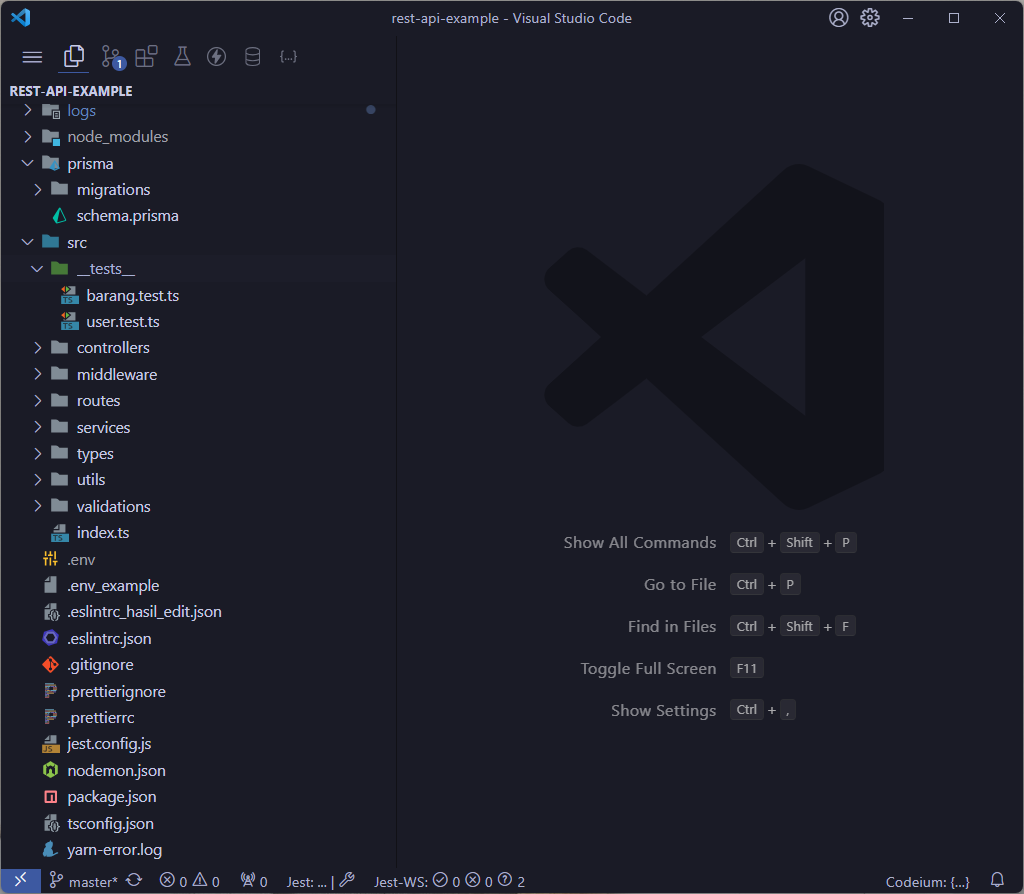 rest-api-example - Visual Studio Code
1
{...}
REST-API-EXAMPLE
logs
node_modules
prisma
migrations
schema.prisma
src
__tests__
TS barang.test.ts
TS user.test.ts
controllers
middleware
routes
services
types
utils
validations
TS index.ts
.env
.env_example
.eslintrc_hasil_edit.json
.eslintrc.json
.gitignore
.prettierignore
.prettierrc
JS jest.config.js
nodemon.json
package.json
tsconfig.json
yarn-error.log
Show All Commands Ctrl + Shift + P
Go to File Ctrl + P
Find in Files Ctrl + Shift + F
Toggle Full Screen F11
Show Settings Ctrl + ,
master* 0 0 0 Jest: ... | Jest-WS: 0 0 2 Codeium: {...}